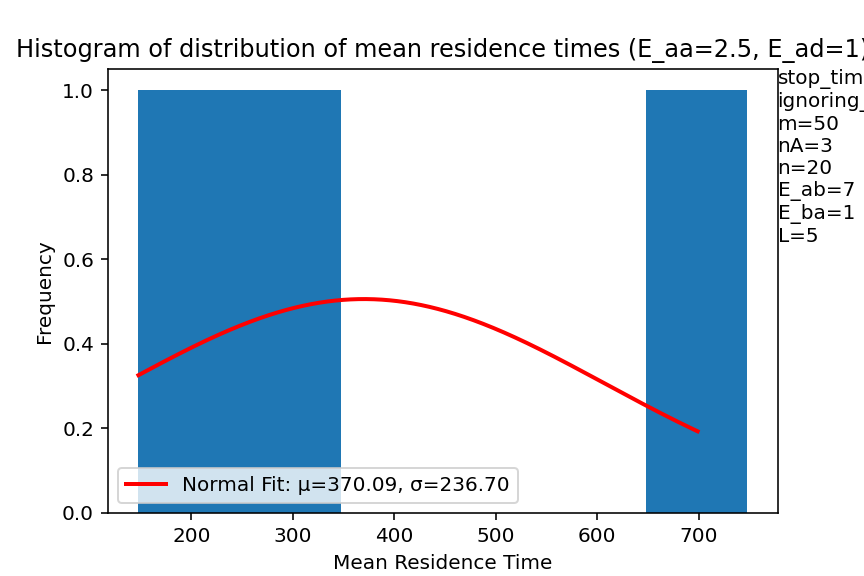 Histogram of distribution of mean residence times (E_aa=2.5, E_ad=1)
stop_tim
ignoring_
m=50
nA=3
n=20
E_ab=7
E_ba=1
L=5
1.0
0.8
0.6
0.4
0.2
0.0
Frequency
Normal Fit: μ=370.09, σ=236.70
200 300 400 500 600 700
Mean Residence Time